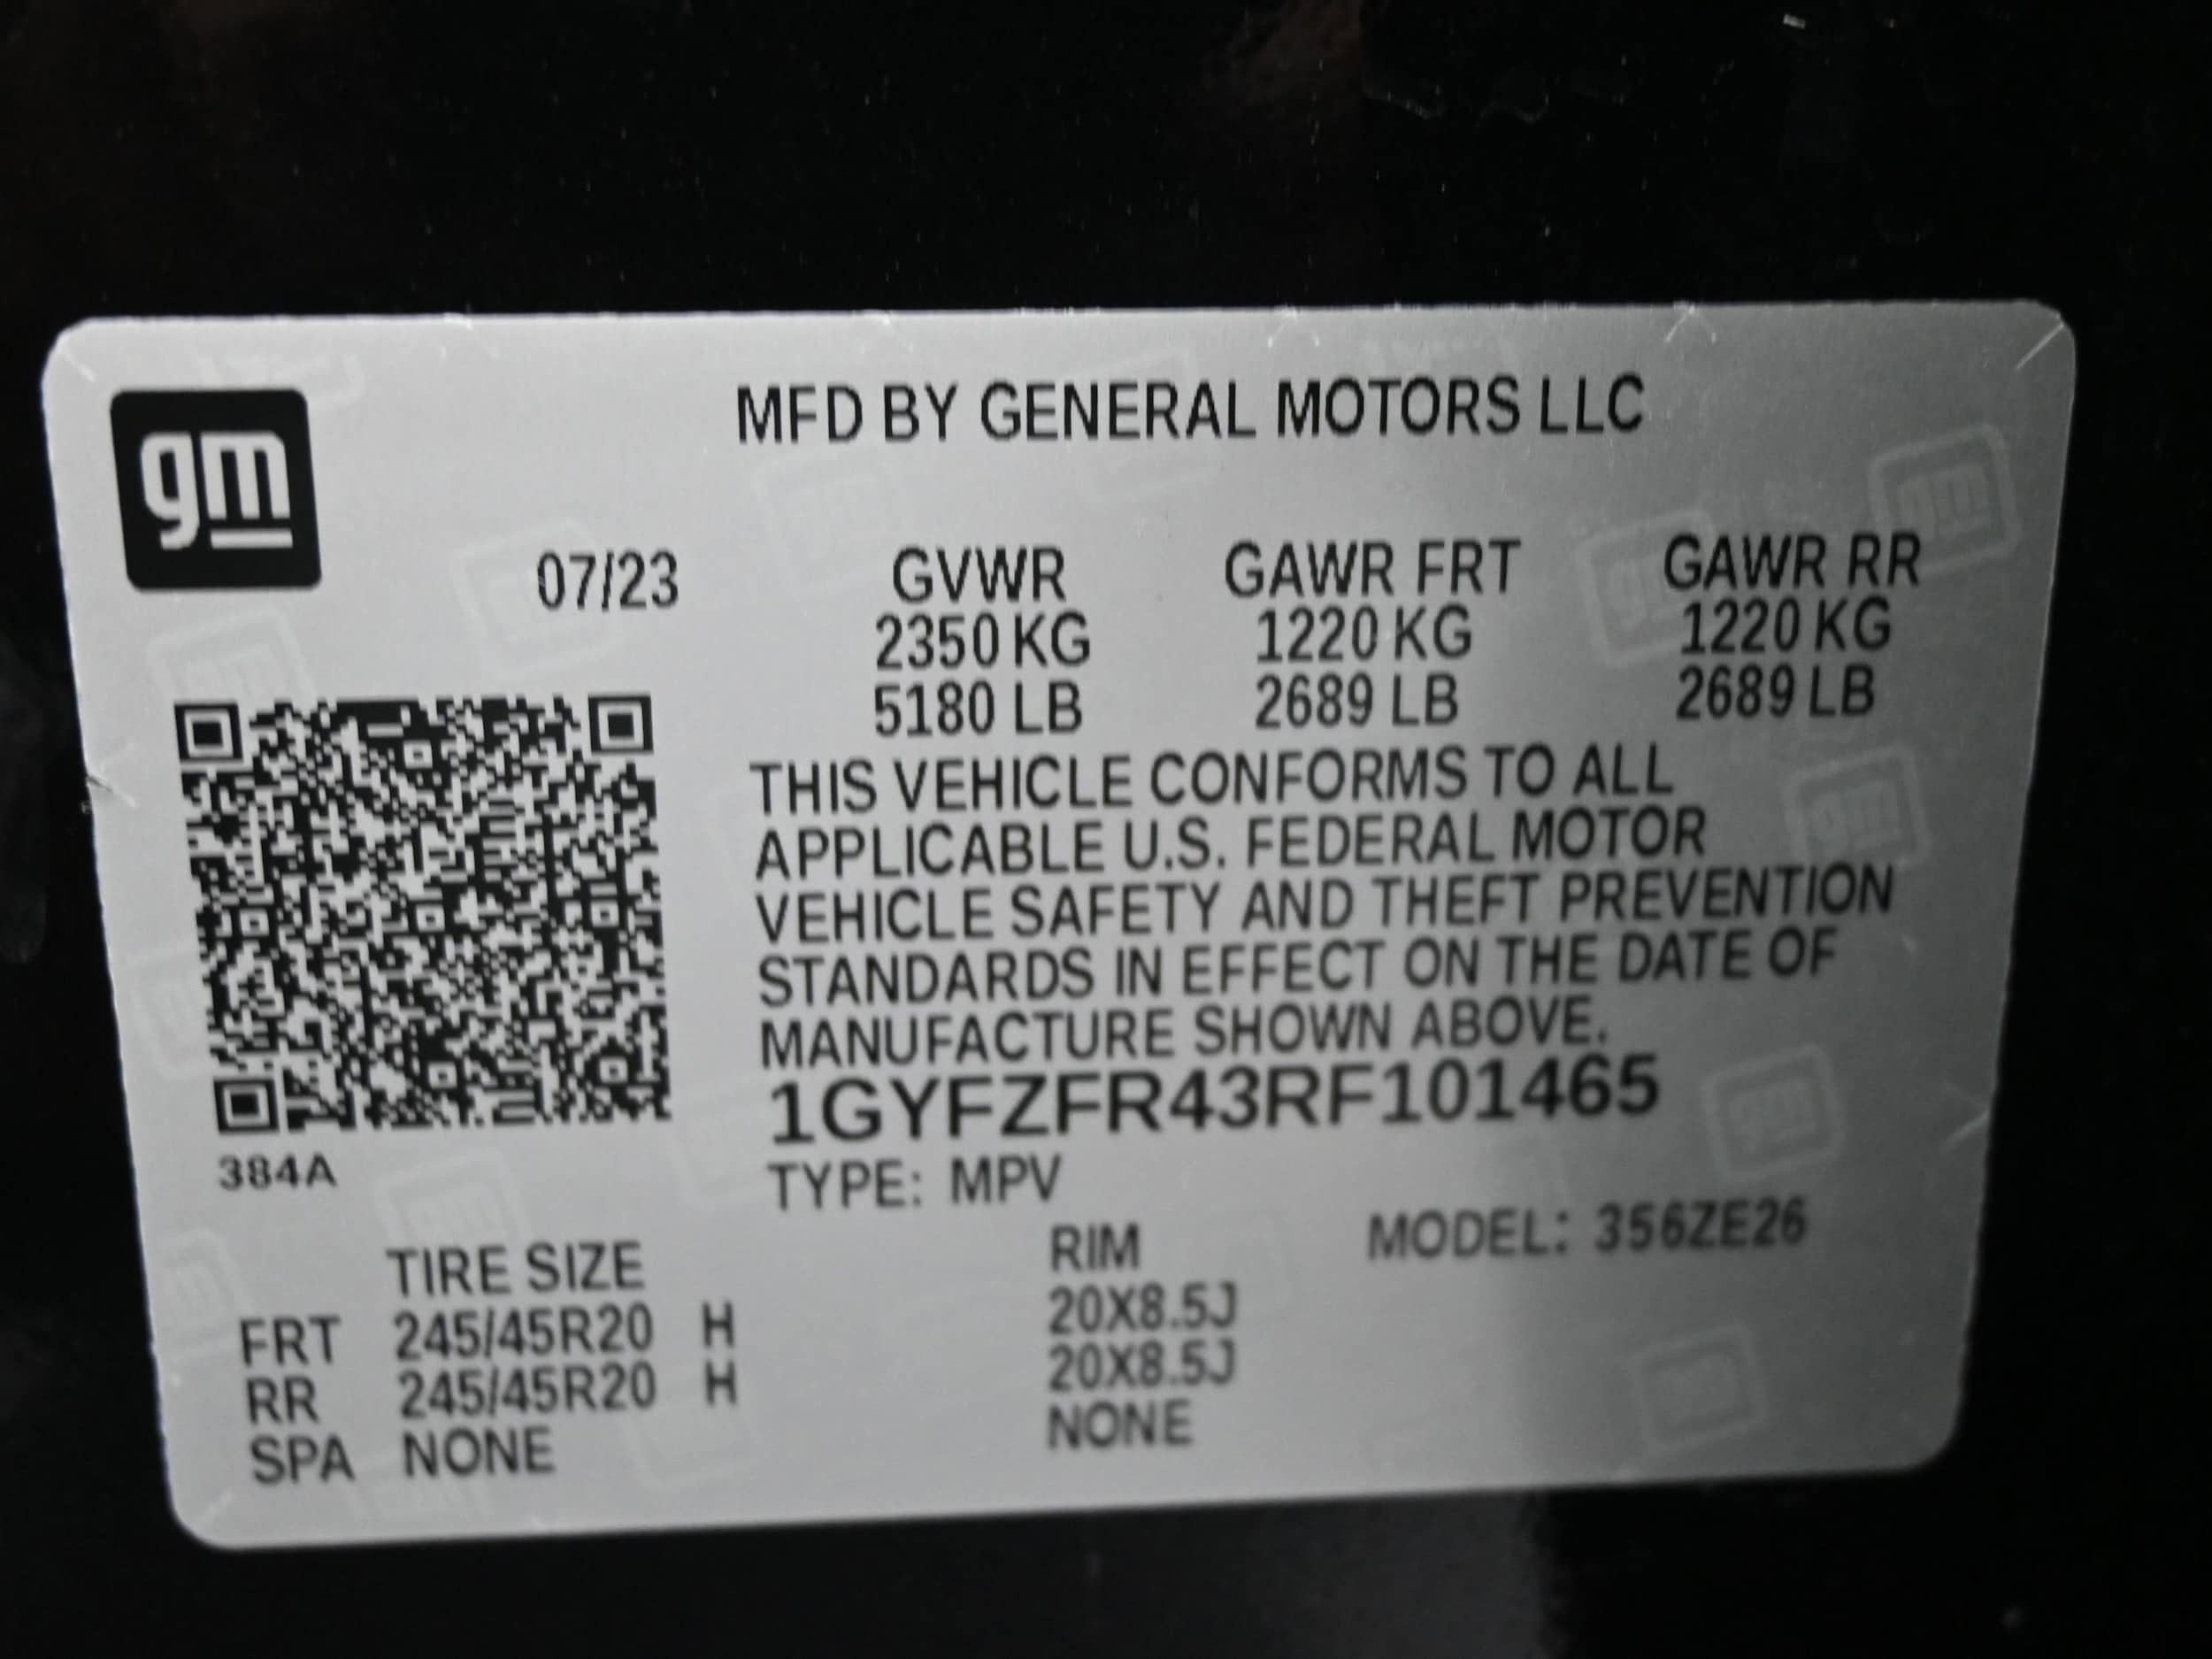 gm
MFD BY GENERAL MOTORS LLC
07/23 GVWR GAWR FRT GAWR RR
2350 KG 1220 KG 1220 KG
5180 LB 2689 LB 2689 LB
THIS VEHICLE CONFORMS TO ALL
APPLICABLE U.S. FEDERAL MOTOR
VEHICLE SAFETY AND THEFT PREVENTION
STANDARDS IN EFFECT ON THE DATE OF
MANUFACTURE SHOWN ABOVE.
1GYFZFR43RF101465
384A
TYPE: MPV
MODEL: 356ZE26
TIRE SIZE RIM
FRT 245/45R20 H 20X8.5J
RR 245/45R20 H 20X8.5J
SPA NONE NONE